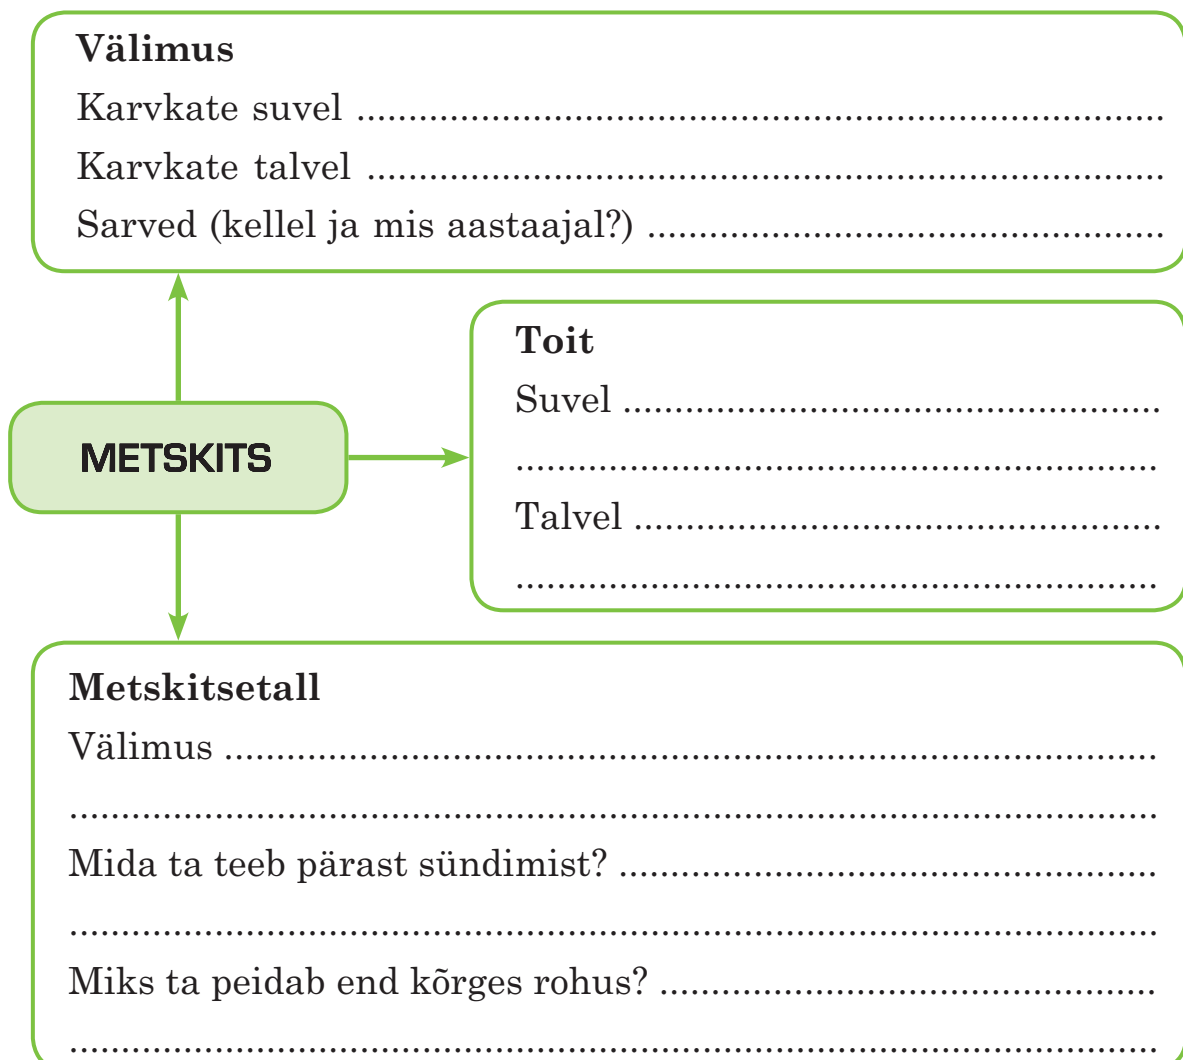 Välimus
Karvkate suvel ..............................................................................
Karvkate talvel .............................................................................
Sarved (kellel ja mis aastaajal?) ..................................................
METSKITS
Toit
Suvel ....................................................
..............................................................
Talvel ...................................................
..............................................................
Metskitsetall
Välimus ..........................................................................................
.........................................................................................................
Mida ta teeb pärast sündimist? ....................................................
.........................................................................................................
Miks ta peidab end kõrges rohus? ................................................
.........................................................................................................